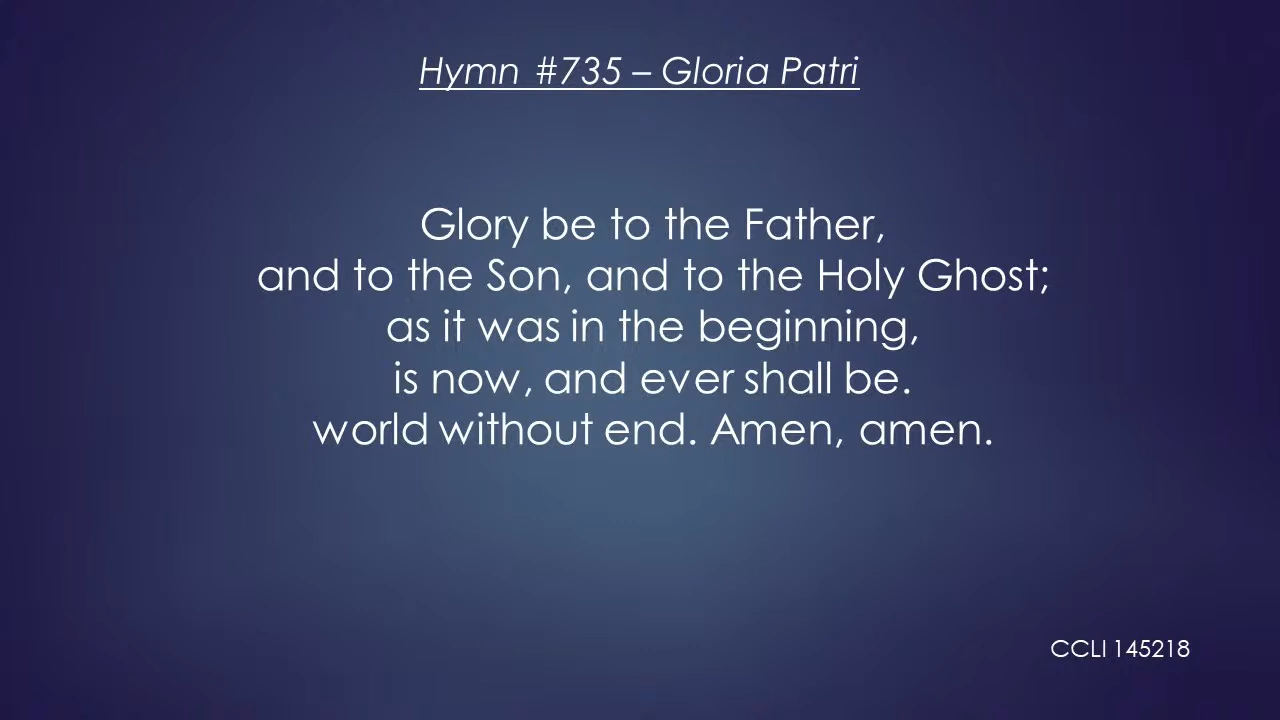 Hymn #735 – Gloria Patri
Glory be to the Father,
and to the Son, and to the Holy Ghost;
as it was in the beginning,
is now, and ever shall be.
world without end. Amen, amen.
CCLI 145218